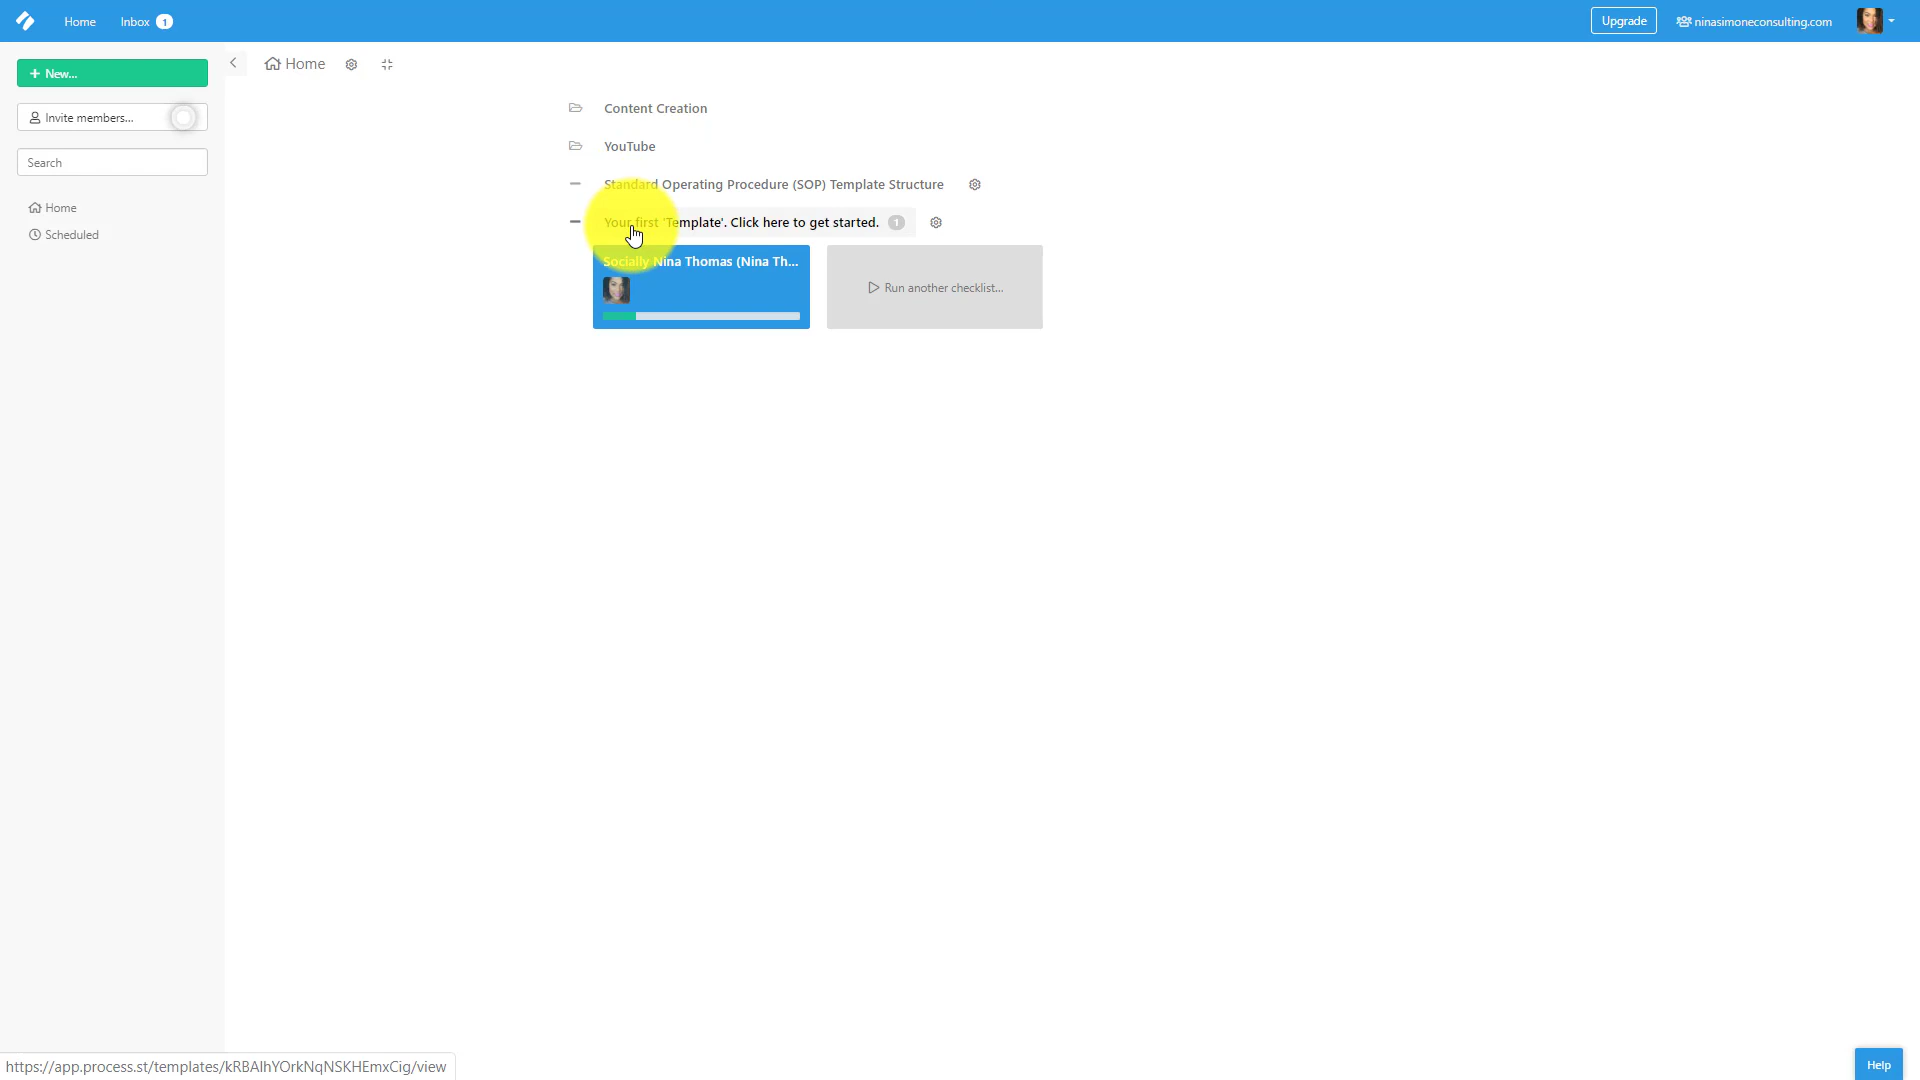 Home
Inbox 1
Upgrade
ninasimoneconsulting.com
+ New...
Invite members...
Search
Home
Scheduled
Home
Content Creation
YouTube
Standard Operating Procedure (SOP) Template Structure
Your first 'Template'. Click here to get started. 1
Socially Nina Thomas (Nina Th...
Run another checklist...
https://app.process.st/templates/kRBAlhYOrkNqNSKHEmxCig/view
Help